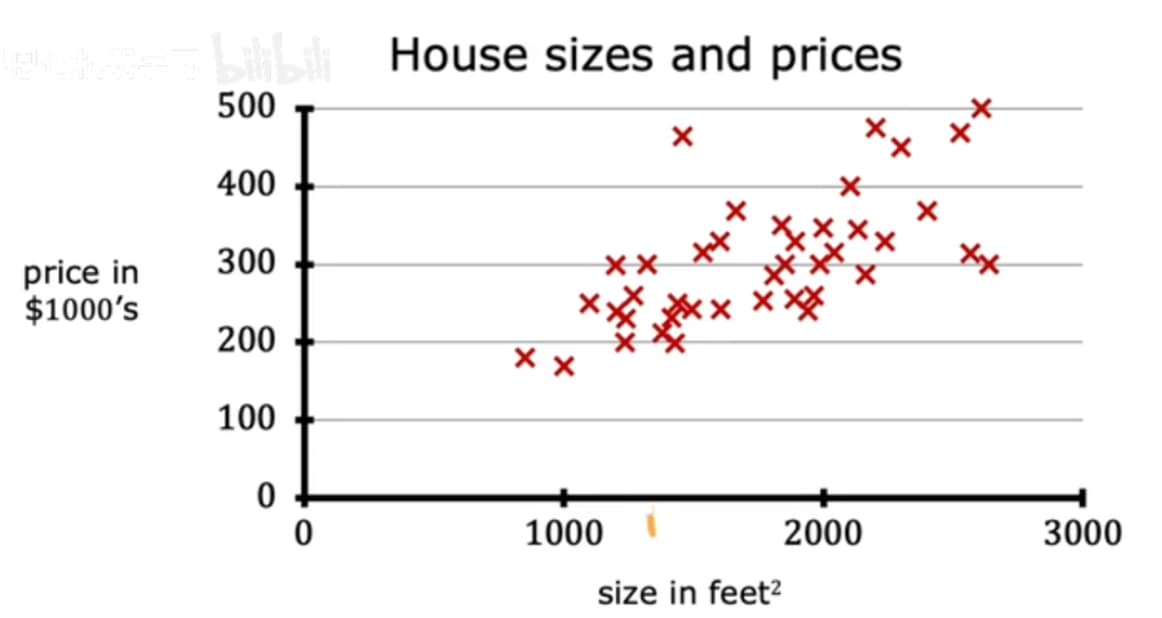 bilibili
House sizes and prices
500
400
300
price in
$1000's
200
100
0
0 1000 2000 3000
size in feet²